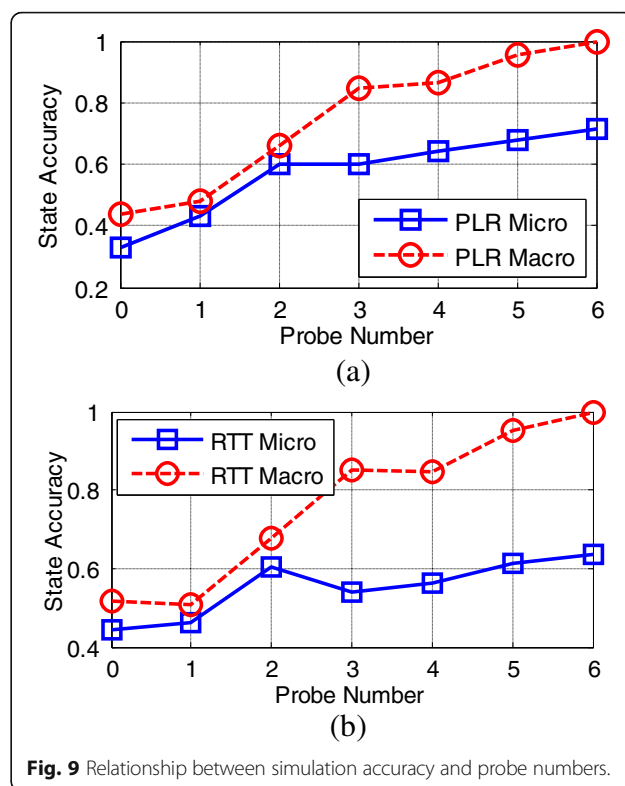 1
0.8
0.6
0.4
0.2
State Accuracy
PLR Micro
PLR Macro
0 1 2 3 4 5 6
Probe Number
(a)
1
0.8
0.6
0.4
State Accuracy
RTT Micro
RTT Macro
0 1 2 3 4 5 6
Probe Number
(b)
Fig. 9 Relationship between simulation accuracy and probe numbers.